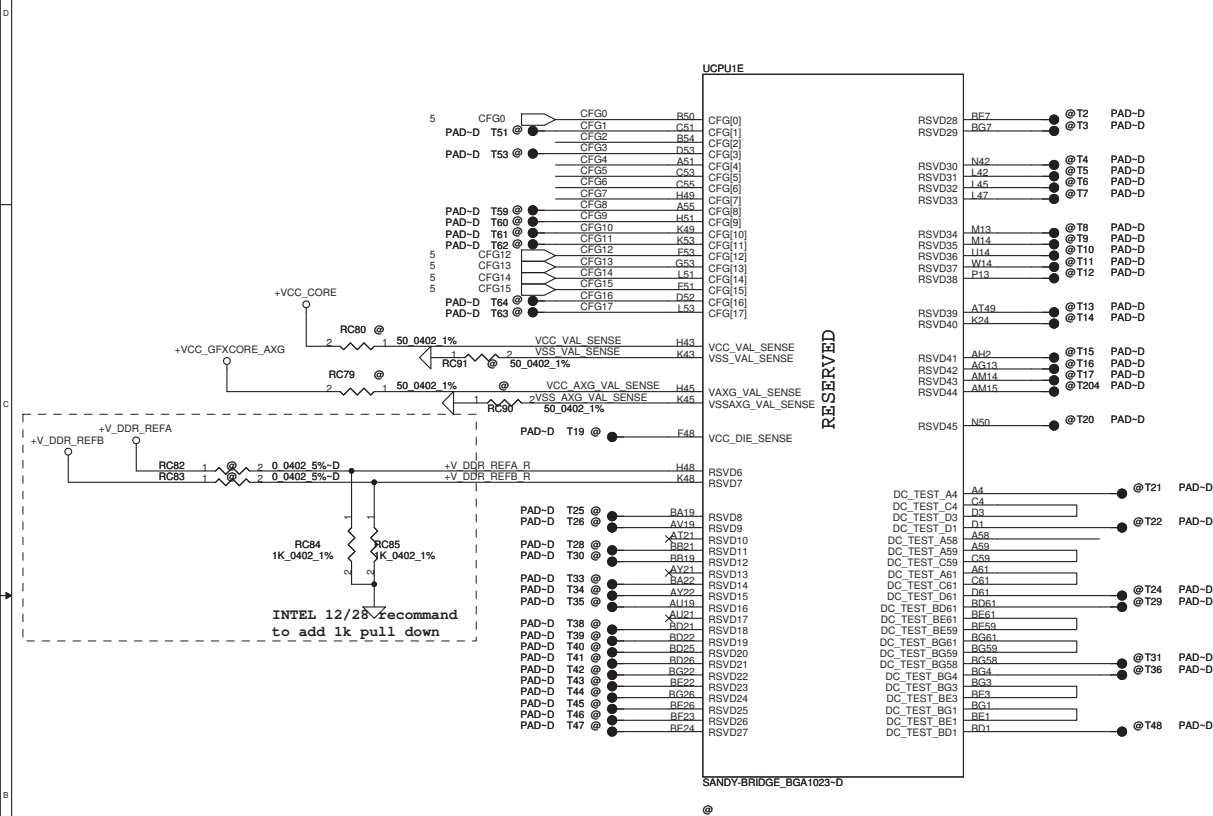 D
UCPU1E
5 CFG0 CFG0 B50 CFG[0] RSVD28 BE7 @T2 PAD~D
PAD~D T51 @ CFG1 C51 CFG[1] RSVD29 BG7 @T3 PAD~D
CFG2 B54 CFG[2]
PAD~D T53 @ CFG3 D53 CFG[3]
CFG4 A51 CFG[4] RSVD30 N42 @T4 PAD~D
CFG5 C53 CFG[5] RSVD31 L42 @T5 PAD~D
CFG6 C55 CFG[6] RSVD32 L45 @T6 PAD~D
CFG7 H49 CFG[7] RSVD33 L47 @T7 PAD~D
PAD~D T59 @ CFG8 A55 CFG[8]
PAD~D T60 @ CFG9 H51 CFG[9]
PAD~D T61 @ CFG10 K49 CFG[10] RSVD34 M13 @T8 PAD~D
PAD~D T62 @ CFG11 K53 CFG[11] RSVD35 M14 @T9 PAD~D
5 CFG12 CFG12 F53 CFG[12] RSVD36 U14 @T10 PAD~D
5 CFG13 CFG13 G53 CFG[13] RSVD37 W14 @T11 PAD~D
5 CFG14 CFG14 L51 CFG[14] RSVD38 P13 @T12 PAD~D
5 CFG15 CFG15 F51 CFG[15]
PAD~D T64 @ CFG16 D52 CFG[16]
PAD~D T63 @ CFG17 L53 CFG[17] RSVD39 AT49 @T13 PAD~D
RSVD40 K24 @T14 PAD~D
+VCC_CORE
RC80 @
2 1 50_0402_1% VCC_VAL_SENSE H43 VCC_VAL_SENSE
1 2 VSS_VAL_SENSE K43 VSS_VAL_SENSE RSVD41 AH2 @T15 PAD~D
RC91 @ 50_0402_1% RSVD42 AG13 @T16 PAD~D
+VCC_GFXCORE_AXG
RSVD43 AM14 @T17 PAD~D
RC79 @
2 1 50_0402_1% VCC_AXG_VAL_SENSE H45 VAXG_VAL_SENSE RSVD44 AM15 @T204 PAD~D
1 2 VSS_AXG_VAL_SENSE K45 VSSAXG_VAL_SENSE
RC90 50_0402_1%
RESERVED
C
RSVD45 N50 @T20 PAD~D
PAD~D T19 @ F48 VCC_DIE_SENSE
+V_DDR_REFA
+V_DDR_REFB
RC82 1 @ 2 0_0402_5%~D +V_DDR_REFA_R H48 RSVD6
RC83 1 @ 2 0_0402_5%~D +V_DDR_REFB_R K48 RSVD7
DC_TEST_A4 A4 @T21 PAD~D
DC_TEST_C4 C4
PAD~D T25 @ BA19 RSVD8 DC_TEST_D3 D3
PAD~D T26 @ AV19 RSVD9 DC_TEST_D1 D1 @T22 PAD~D
AT21 RSVD10 DC_TEST_A58 A58
PAD~D T28 @ BB21 RSVD11 DC_TEST_A59 A59
PAD~D T30 @ BB19 RSVD12 DC_TEST_C59 C59
AY21 RSVD13 DC_TEST_A61 A61
PAD~D T33 @ BA22 RSVD14 DC_TEST_C61 C61
PAD~D T34 @ AY22 RSVD15 DC_TEST_D61 D61 @T24 PAD~D
PAD~D T35 @ AU19 RSVD16 DC_TEST_BD61 BD61 @T29 PAD~D
AU21 RSVD17 DC_TEST_BE61 BE61
PAD~D T38 @ BD21 RSVD18 DC_TEST_BE59 BE59
PAD~D T39 @ BD22 RSVD19 DC_TEST_BG61 BG61
PAD~D T40 @ BD25 RSVD20 DC_TEST_BG59 BG59
PAD~D T41 @ BD26 RSVD21 DC_TEST_BG58 BG58 @T31 PAD~D
PAD~D T42 @ BG22 RSVD22 DC_TEST_BG4 BG4 @T36 PAD~D
PAD~D T43 @ BE22 RSVD23 DC_TEST_BG3 BG3
PAD~D T44 @ BG26 RSVD24 DC_TEST_BE3 BE3
PAD~D T45 @ BE26 RSVD25 DC_TEST_BG1 BG1
PAD~D T46 @ BF23 RSVD26 DC_TEST_BE1 BE1
PAD~D T47 @ BE24 RSVD27 DC_TEST_BD1 BD1 @T48 PAD~D
1 1
RC84 RC85
1K_0402_1% 1K_0402_1%
2 2
INTEL 12/28 recommand
to add 1k pull down
SANDY-BRIDGE_BGA1023~D
B
@